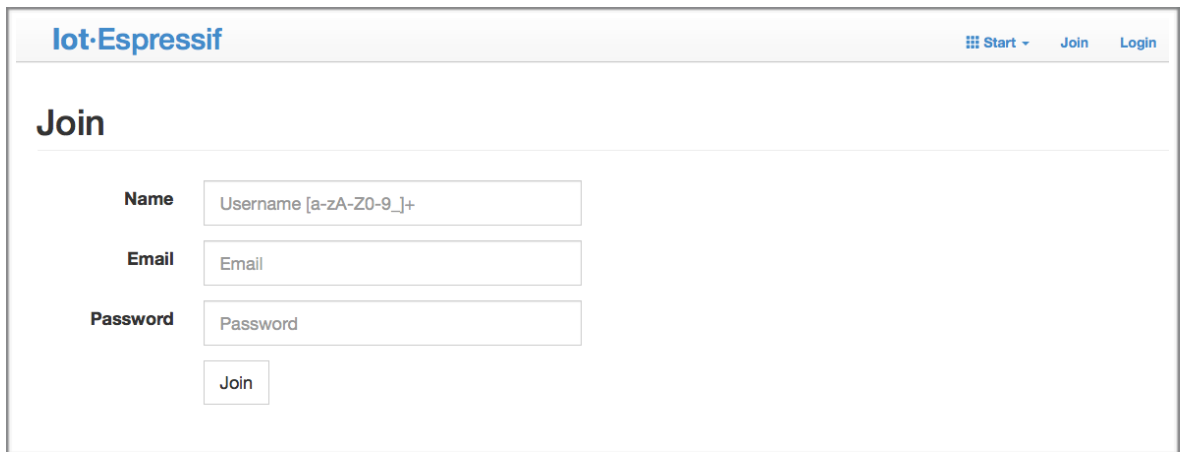 Iot·Espressif
Start Join Login
Join
Name Username [a-zA-Z0-9_]+
Email Email
Password Password
Join